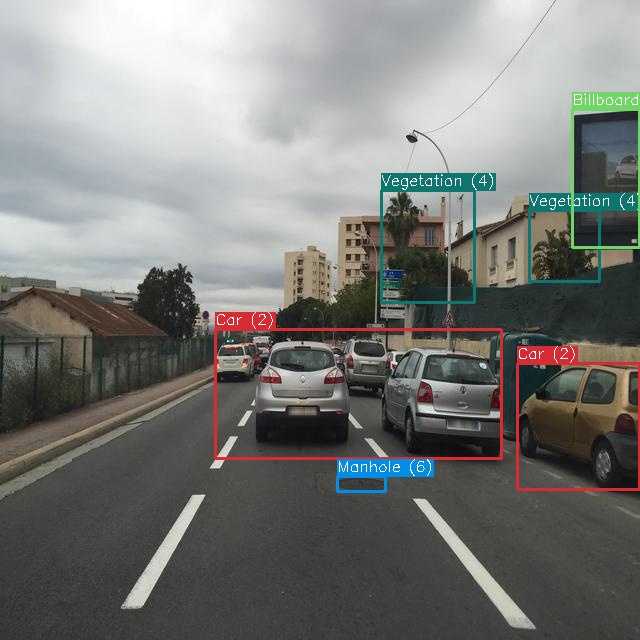 Billboard
Vegetation (4)
Vegetation (4)
Car (2)
Car (2)
Manhole (6)